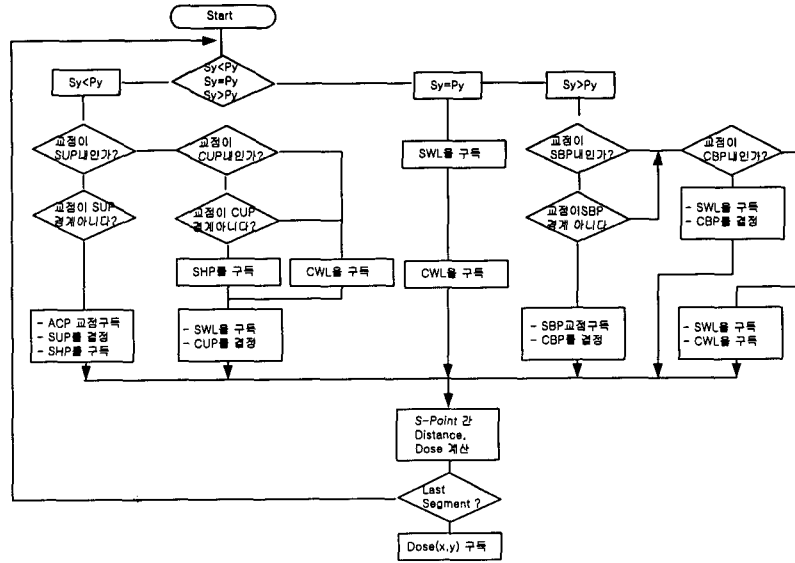 Start
Sy<Py
Sy=Py
Sy>Py
Sy<Py
Sy=Py
Sy>Py
교점이
SUP내인가?
교점이
CUP내인가?
SWL을 구득
교점이
SBP내인가?
교점이
CBP내인가?
교점이 SUP
경계아니다?
교점이 CUP
경계아니다?
교점이SBP
경계 아니다
- SWL을 구득
- CBP를 결정
SHP를 구득
CWL을 구득
CWL을 구득
- ACP 교점구득
- SUP를 결정
- SHP를 구득
- SWL을 구득
- CUP를 결정
- SBP교점구득
- CBP를 결정
- SWL을 구득
- CWL을 구득
S-Point 간
Distance.
Dose 계산
Last
Segment ?
Dose(x,y) 구득